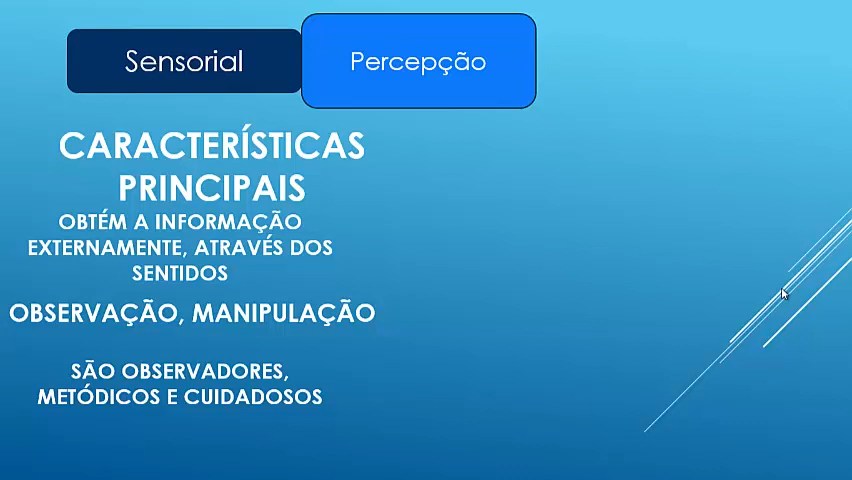 Sensorial
Percepção
CARACTERÍSTICAS
PRINCIPAIS
OBTÉM A INFORMAÇÃO
EXTERNAMENTE, ATRAVÉS DOS
SENTIDOS
OBSERVAÇÃO, MANIPULAÇÃO
SÃO OBSERVADORES,
METÓDICOS E CUIDADOSOS